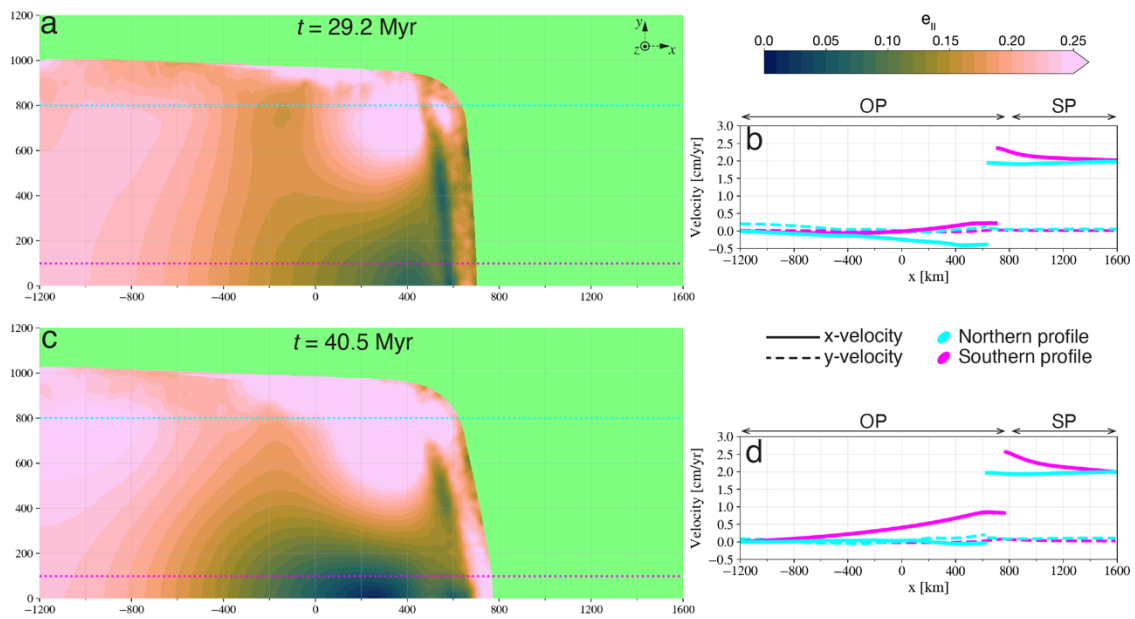 a
t = 29.2 Myr
y
z
x
1200
1000
800
600
400
200
0
−1200 −800 −400 0 400 800 1200 1600
e_II
0.0 0.05 0.10 0.15 0.20 0.25
OP SP
b
Velocity [cm/yr]
3.0
2.5
2.0
1.5
1.0
0.5
0.0
−0.5
−1200 −800 −400 0 400 800 1200 1600
x [km]
x-velocity Northern profile
y-velocity Southern profile
c
t = 40.5 Myr
1200
1000
800
600
400
200
0
−1200 −800 −400 0 400 800 1200 1600
OP SP
d
Velocity [cm/yr]
3.0
2.5
2.0
1.5
1.0
0.5
0.0
−0.5
−1200 −800 −400 0 400 800 1200 1600
x [km]